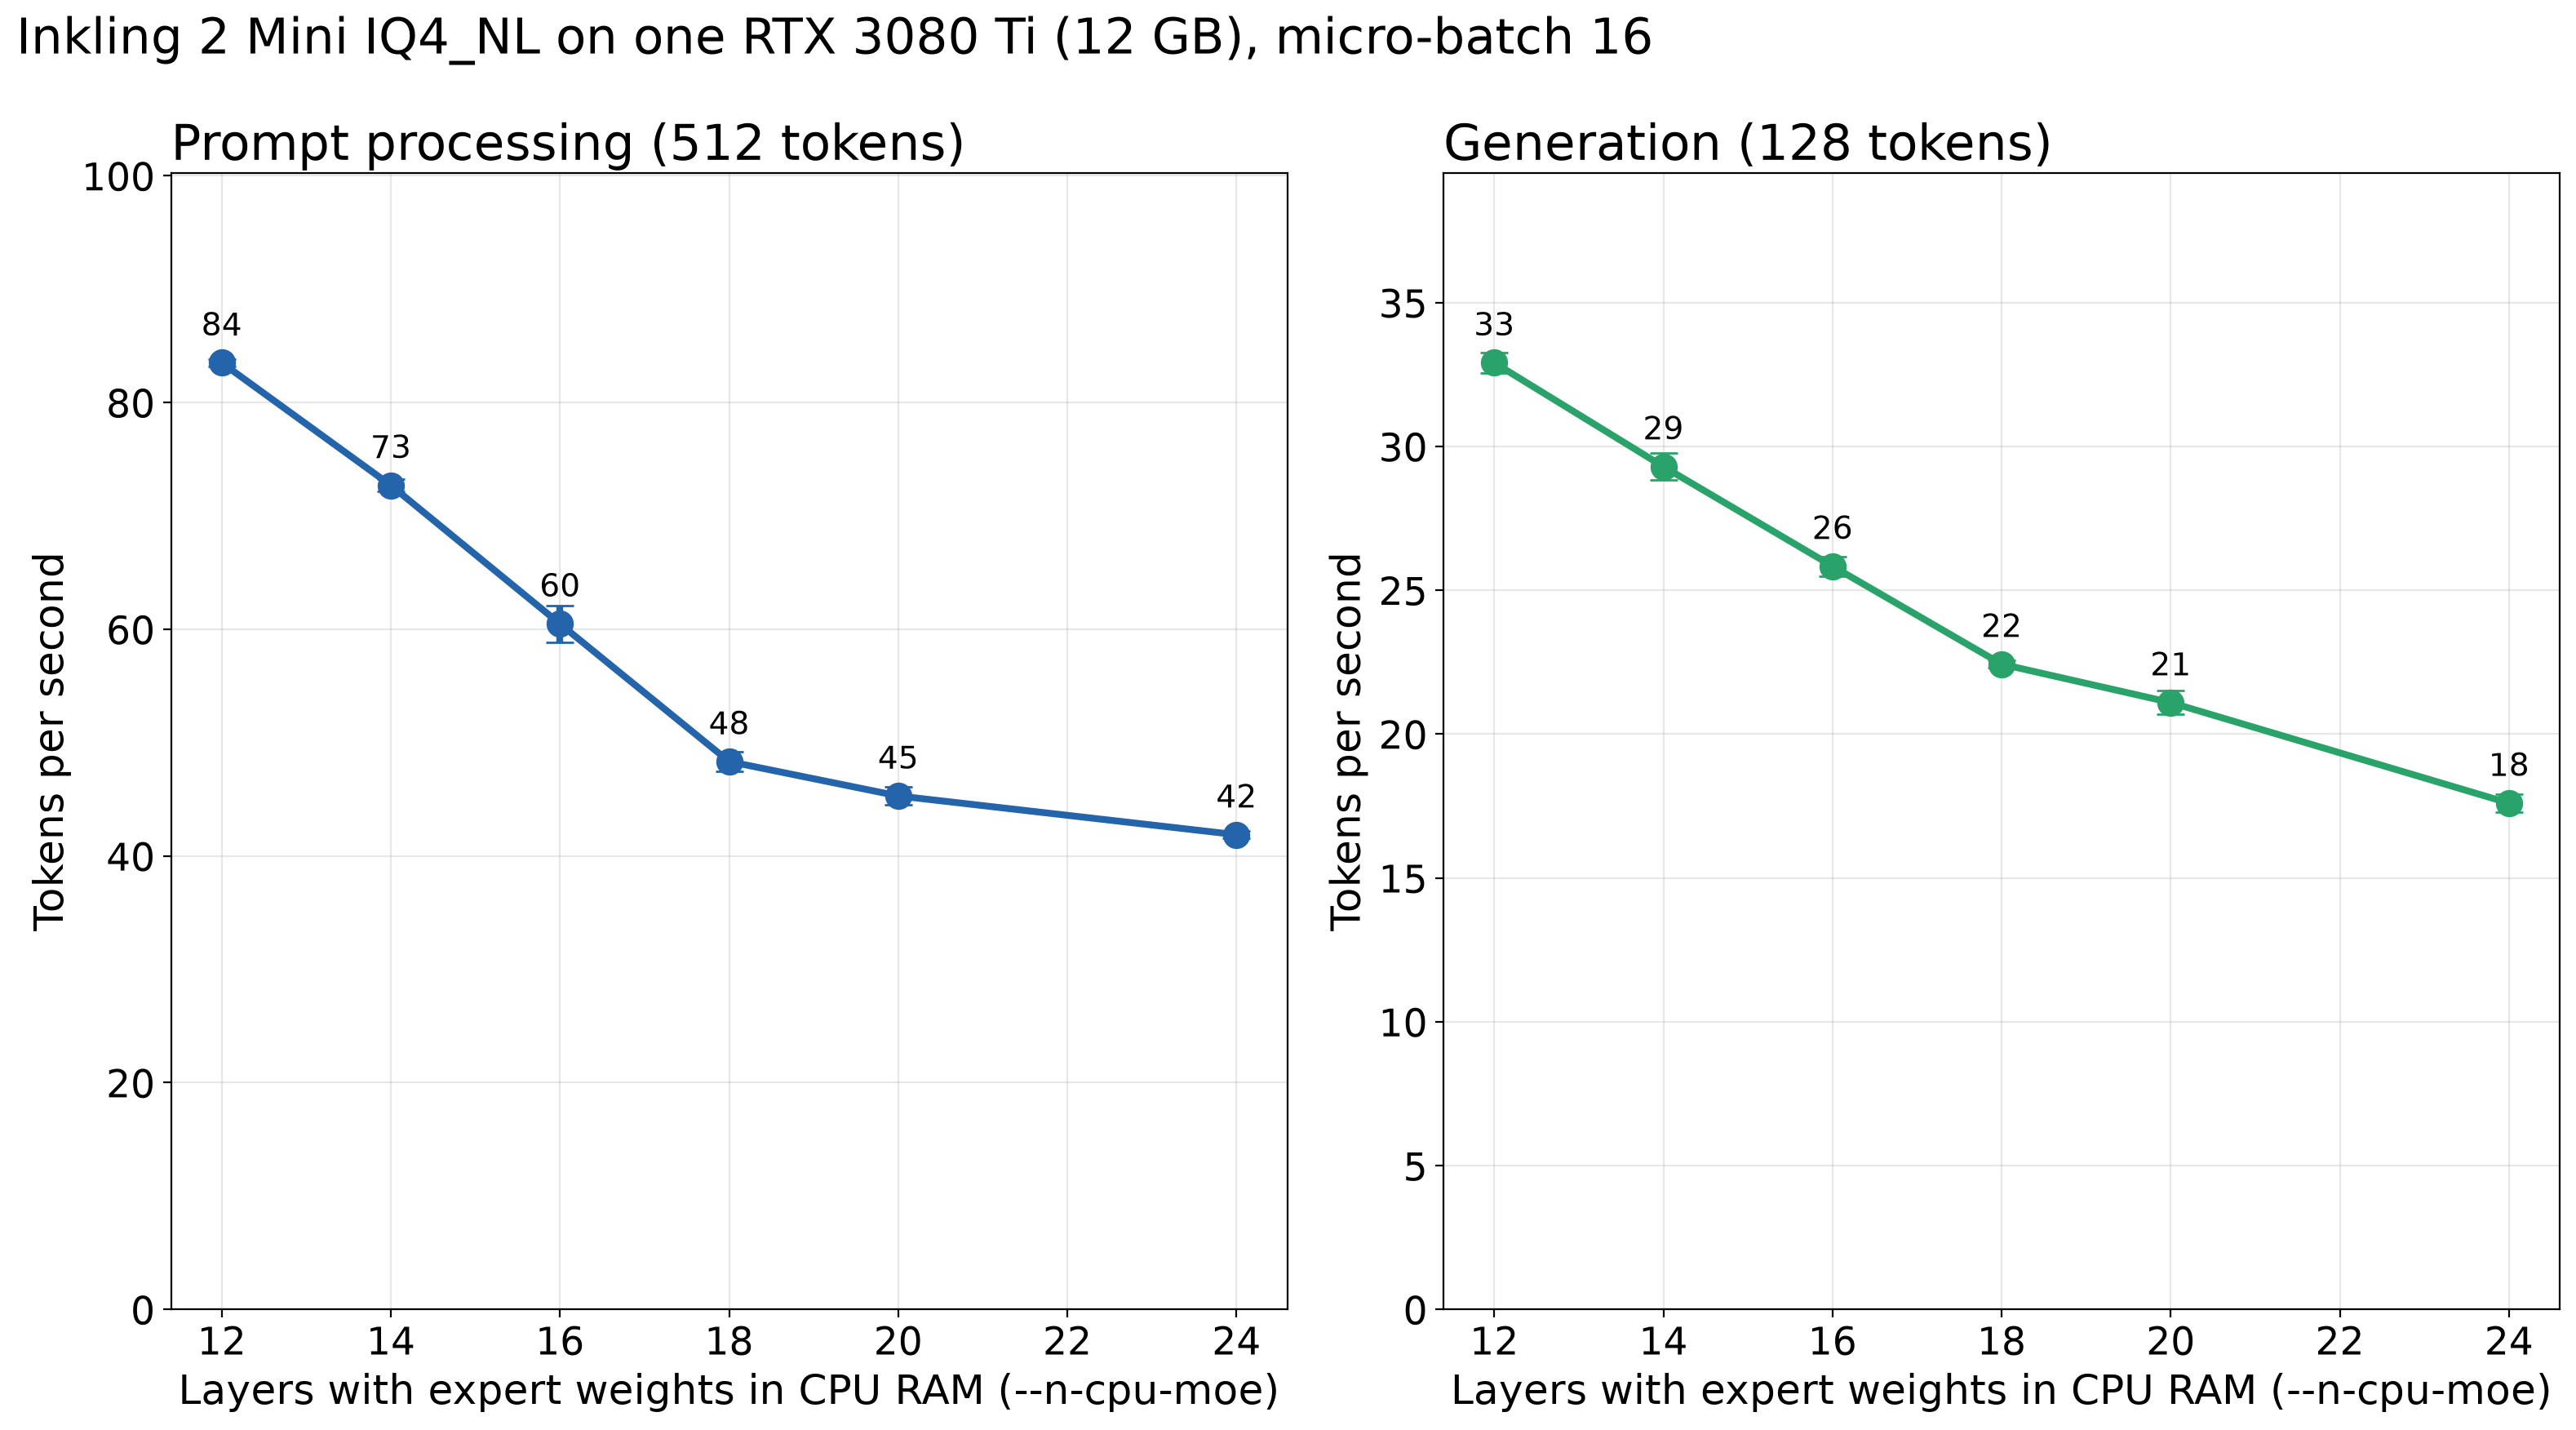 Inkling 2 Mini IQ4_NL on one RTX 3080 Ti (12 GB), micro-batch 16
Prompt processing (512 tokens)
100
80
60
40
20
0
Tokens per second
84
73
60
48
45
42
12 14 16 18 20 22 24
Layers with expert weights in CPU RAM (--n-cpu-moe)
Generation (128 tokens)
35
30
25
20
15
10
5
0
Tokens per second
33
29
26
22
21
18
12 14 16 18 20 22 24
Layers with expert weights in CPU RAM (--n-cpu-moe)